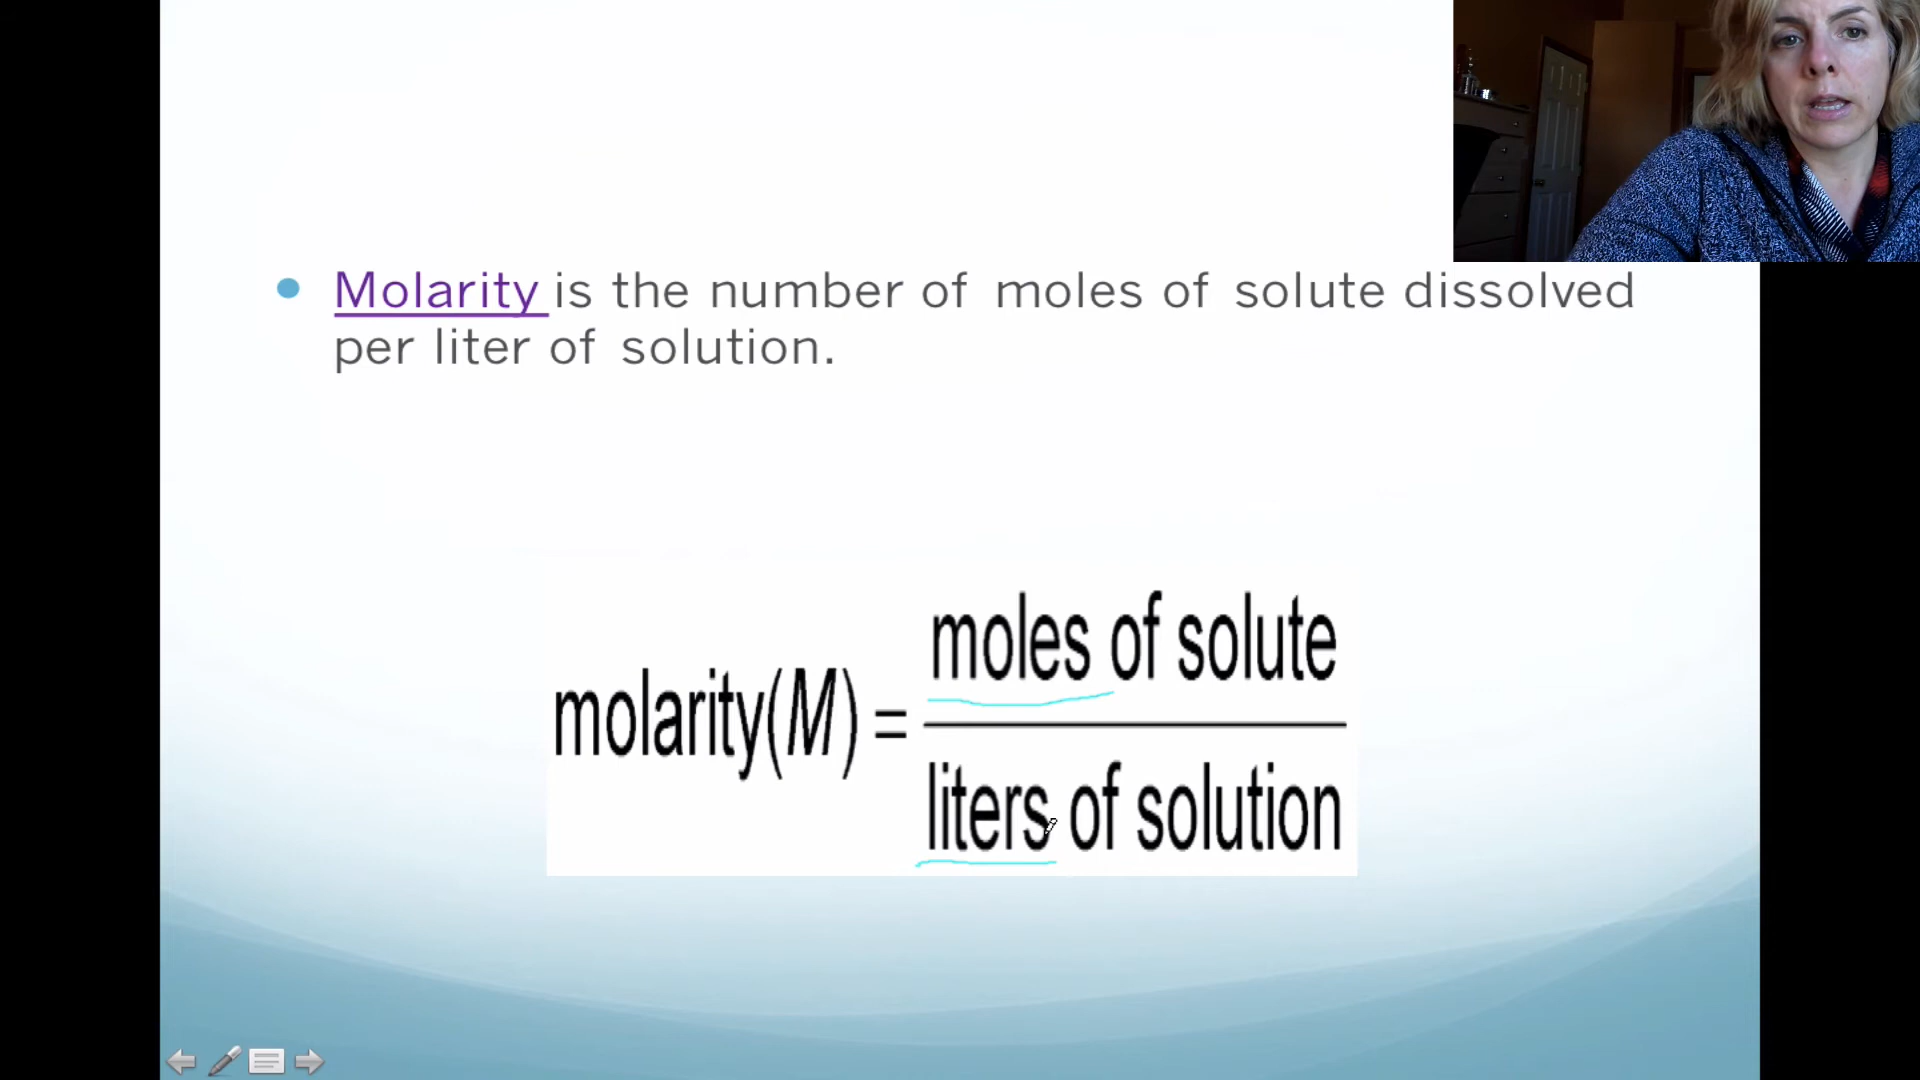 Molarity is the number of moles of solute dissolved
per liter of solution.
molarity(M) = moles of solute
liters of solution